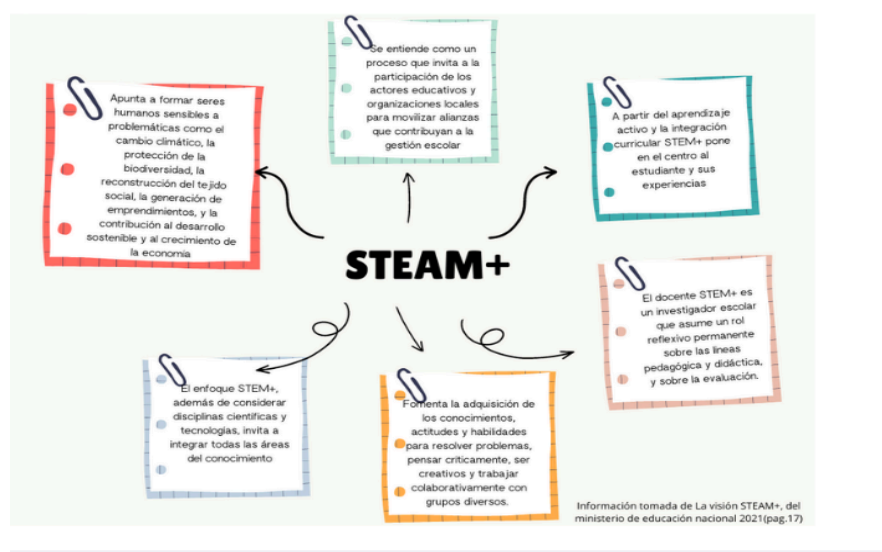 Se entiende como un
proceso que invita a la
participación de los
actores educativos y
organizaciones locales
para movilizar alianzas
que contribuyan a la
gestión escolar
Apunta a formar seres
humanos sensibles a
problemáticas como el
cambio climático, la
protección de la
biodiversidad, la
reconstrucción del tejido
social, la generación de
emprendimientos, y la
contribución al desarrollo
sostenible y al crecimiento de
la economía
A partir del aprendizaje
activo y la integración
curricular STEM+ pone
en el centro al
estudiante y sus
experiencias
STEAM+
El docente STEM+ es
un investigador escolar
que asume un rol
reflexivo permanente
sobre las líneas
pedagógica y didáctica,
y sobre la evaluación.
El enfoque STEM+,
además de considerar
disciplinas científicas y
tecnologías, invita a
integrar todas las áreas
del conocimiento
Fomenta la adquisición de
los conocimientos,
actitudes y habilidades
para resolver problemas,
pensar críticamente, ser
creativos y trabajar
colaborativamente con
grupos diversos.
Información tomada de La visión STEAM+, del
ministerio de educación nacional 2021(pag.17)